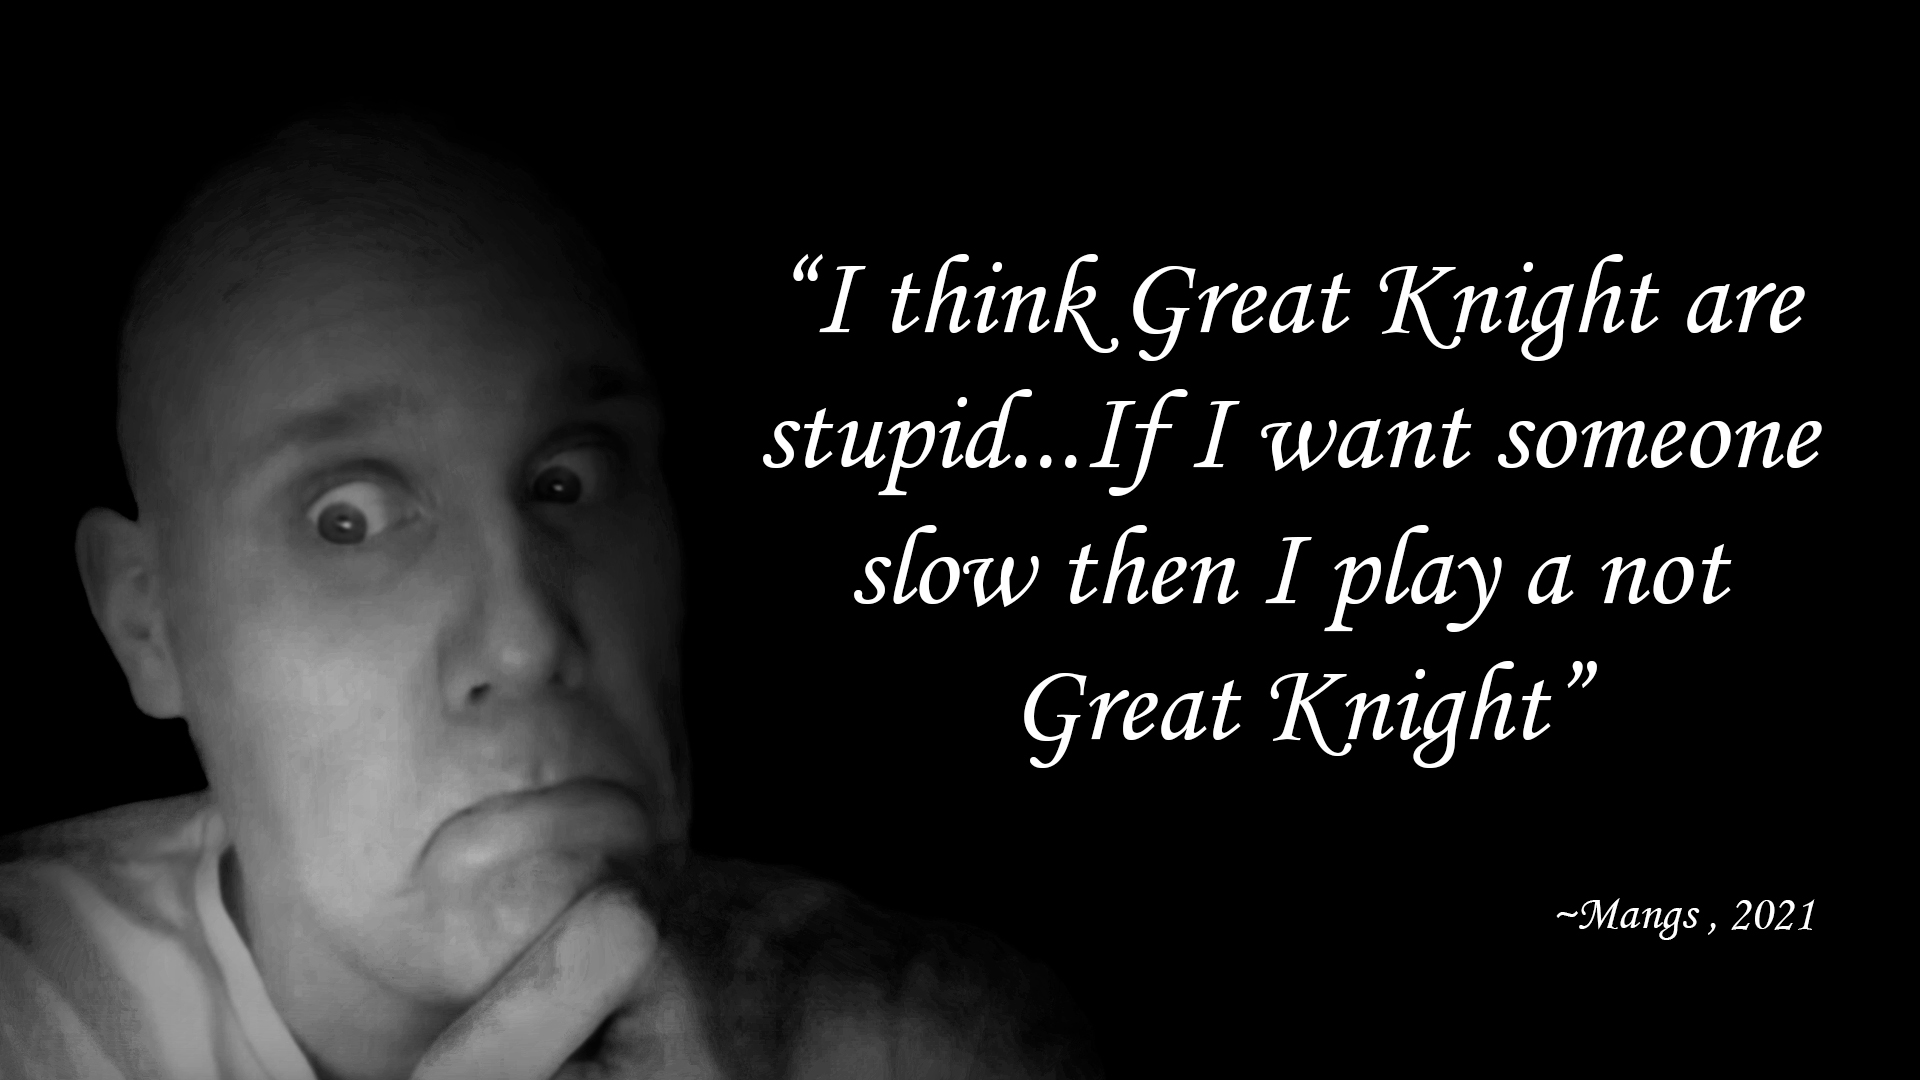 “I think Great Knight are
stupid...If I want someone
slow then I play a not
Great Knight”
~Mangs , 2021